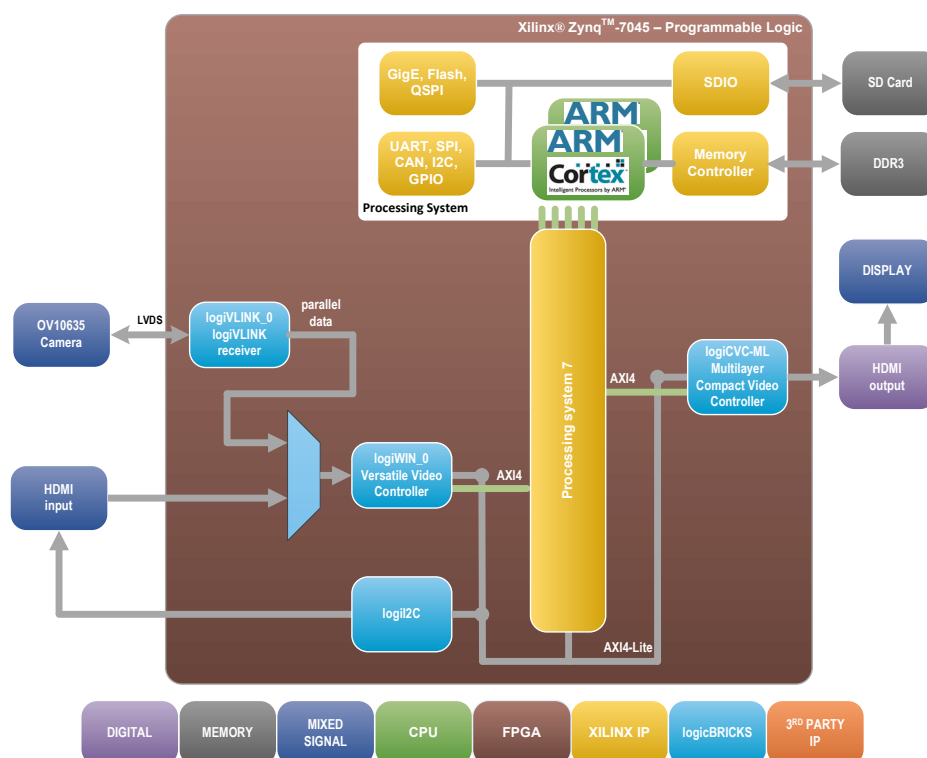 Xilinx® Zynq™-7045 – Programmable Logic
GigE, Flash,
QSPI
SDIO
SD Card
ARM
UART, SPI,
CAN, I2C,
GPIO
ARM
Cortex
Intelligent Processors by ARM®
Memory
Controller
DDR3
Processing System
DISPLAY
OV10635
Camera
LVDS
logiVLINK_0
logiVLINK
receiver
parallel
data
Processing system 7
AXI4
logiCVC-ML
Multilayer
Compact Video
Controller
HDMI
output
HDMI
input
logiWIN_0
Versatile Video
Controller
AXI4
logiI2C
AXI4-Lite
DIGITAL
MEMORY
MIXED
SIGNAL
CPU
FPGA
XILINX IP
logicBRICKS
3RD PARTY
IP